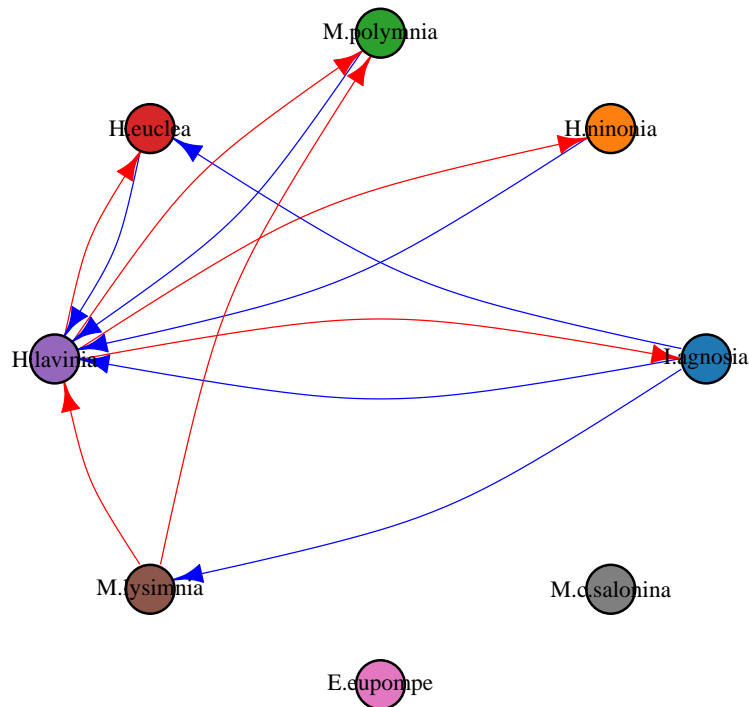 M.polymnia
H.euclea
H.ninonia
H.lavinia
I.agnosia
M.lysimnia
M.c.salonina
E.eupompe